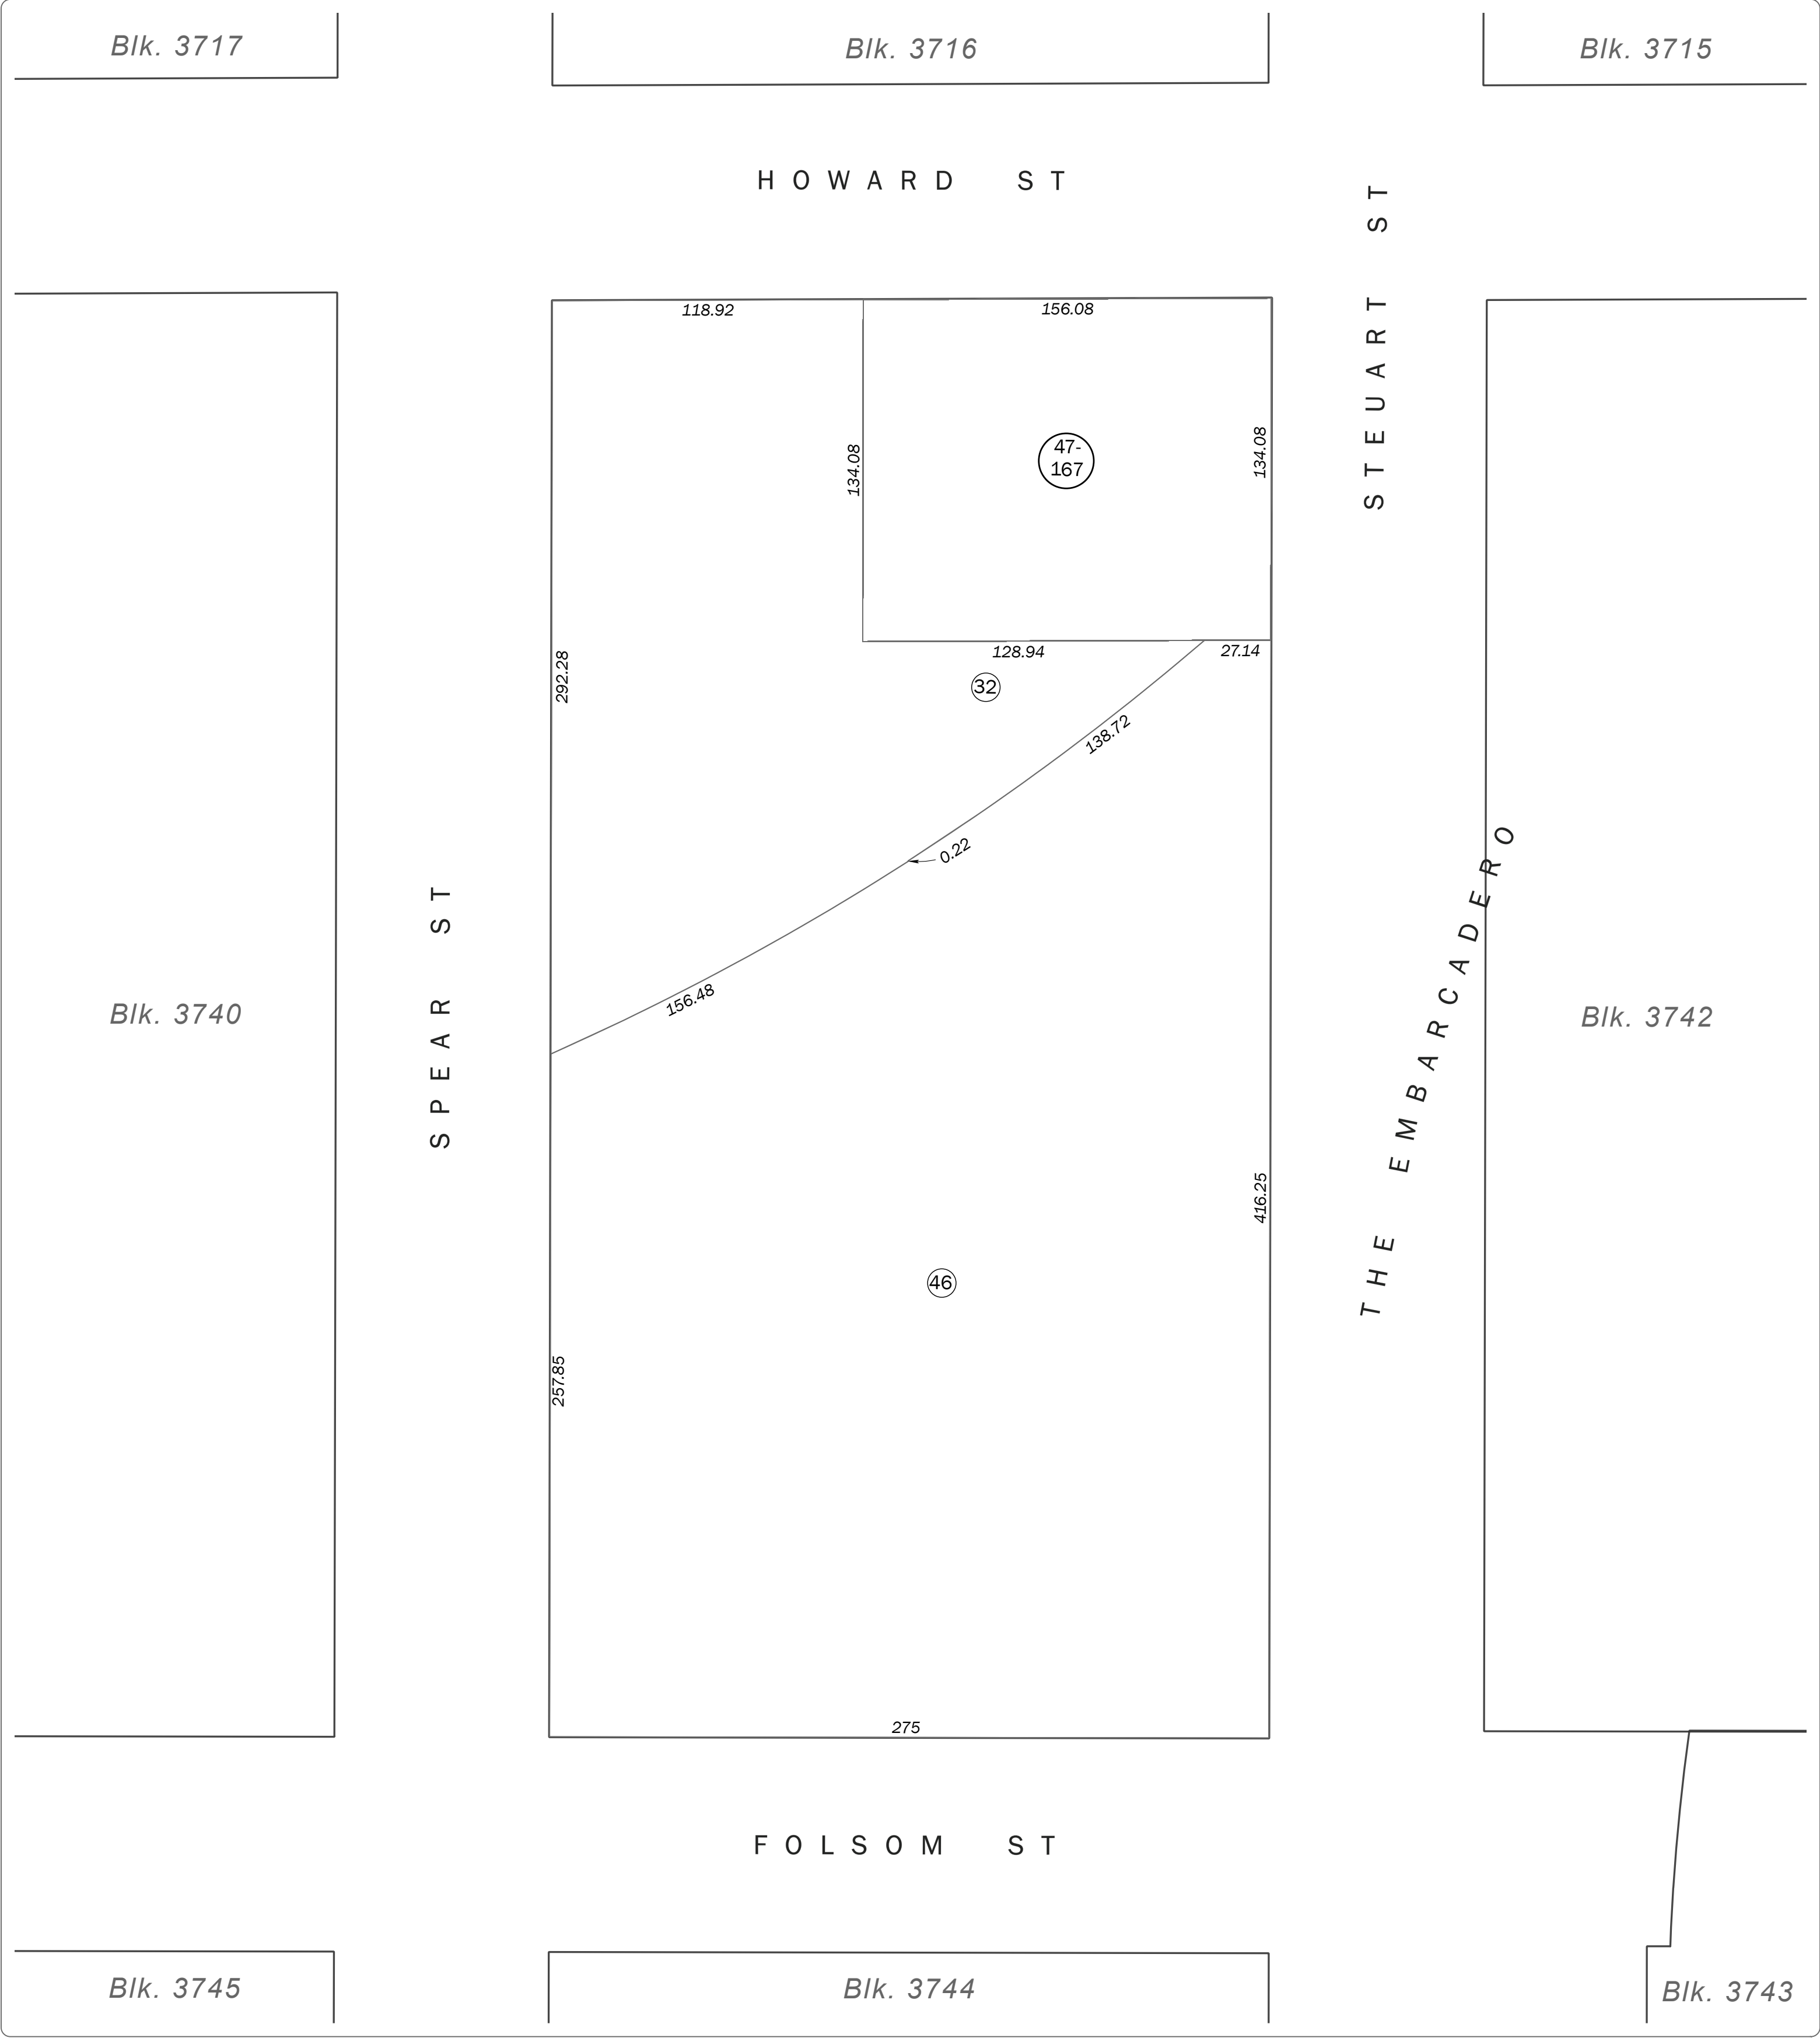 Blk. 3717
Blk. 3716
Blk. 3715
HOWARD ST
STEUART ST
118.92
156.08
134.08
47-
167
134.08
292.28
128.94
27.14
32
138.72
0.22
156.48
SPEAR ST
THE EMBARCADERO
Blk. 3740
Blk. 3742
416.25
46
257.85
275
FOLSOM ST
Blk. 3745
Blk. 3744
Blk. 3743